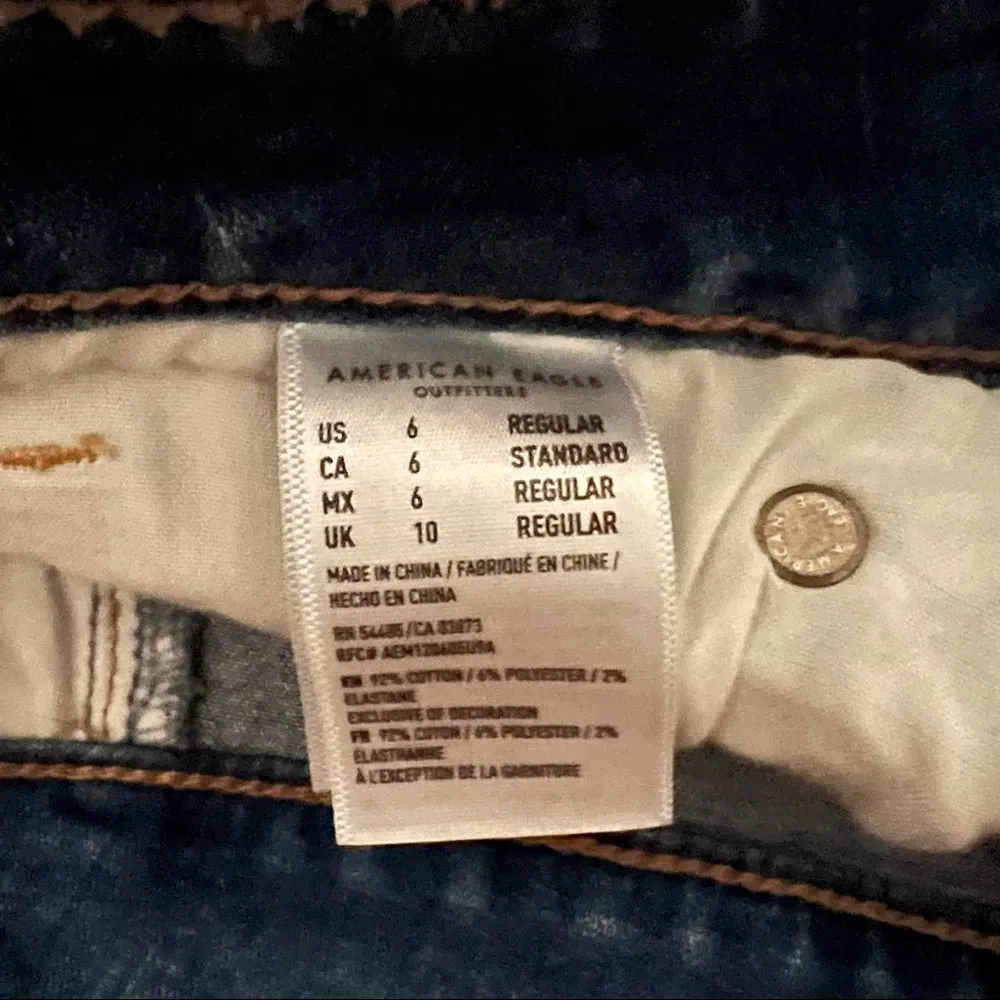 AMERICAN EAGLE
OUTFITTERS
US 6 REGULAR
CA 6 STANDARD
MX 6 REGULAR
UK 10 REGULAR
MADE IN CHINA / FABRIQUÉ EN CHINE /
HECHO EN CHINA
RN 54485/CA 03073
RFC#
EN 92% COTTON / 6% POLYESTER / 2%
ELASTANE
EXCLUSIVE OF DECORATION
FR 92% COTON / 6% POLYESTER / 2%
ÉLASTHANNE
À L'EXCEPTION DE LA GARNITURE
AMERICAN EAGLE